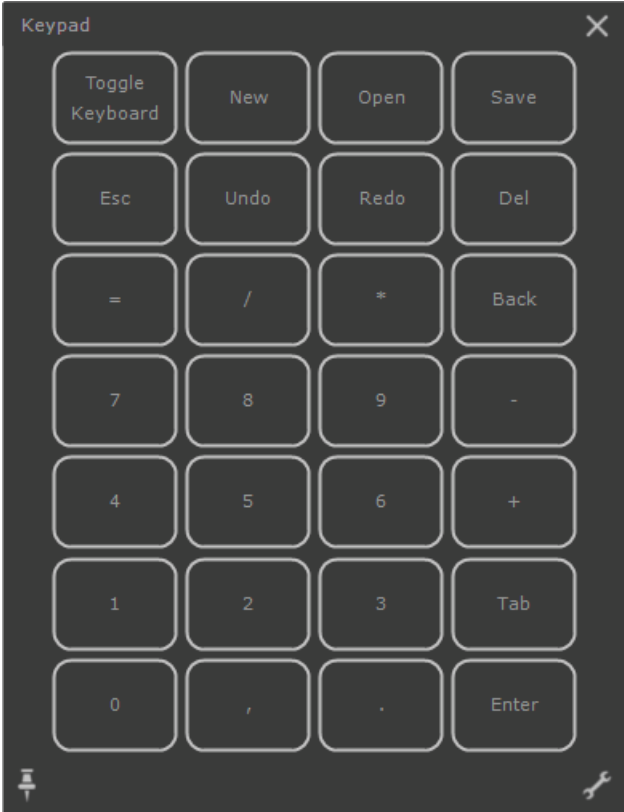 Keypad
Toggle
Keyboard
New
Open
Save
Esc
Undo
Redo
Del
=
/
*
Back
7
8
9
-
4
5
6
+
1
2
3
Tab
0
,
.
Enter